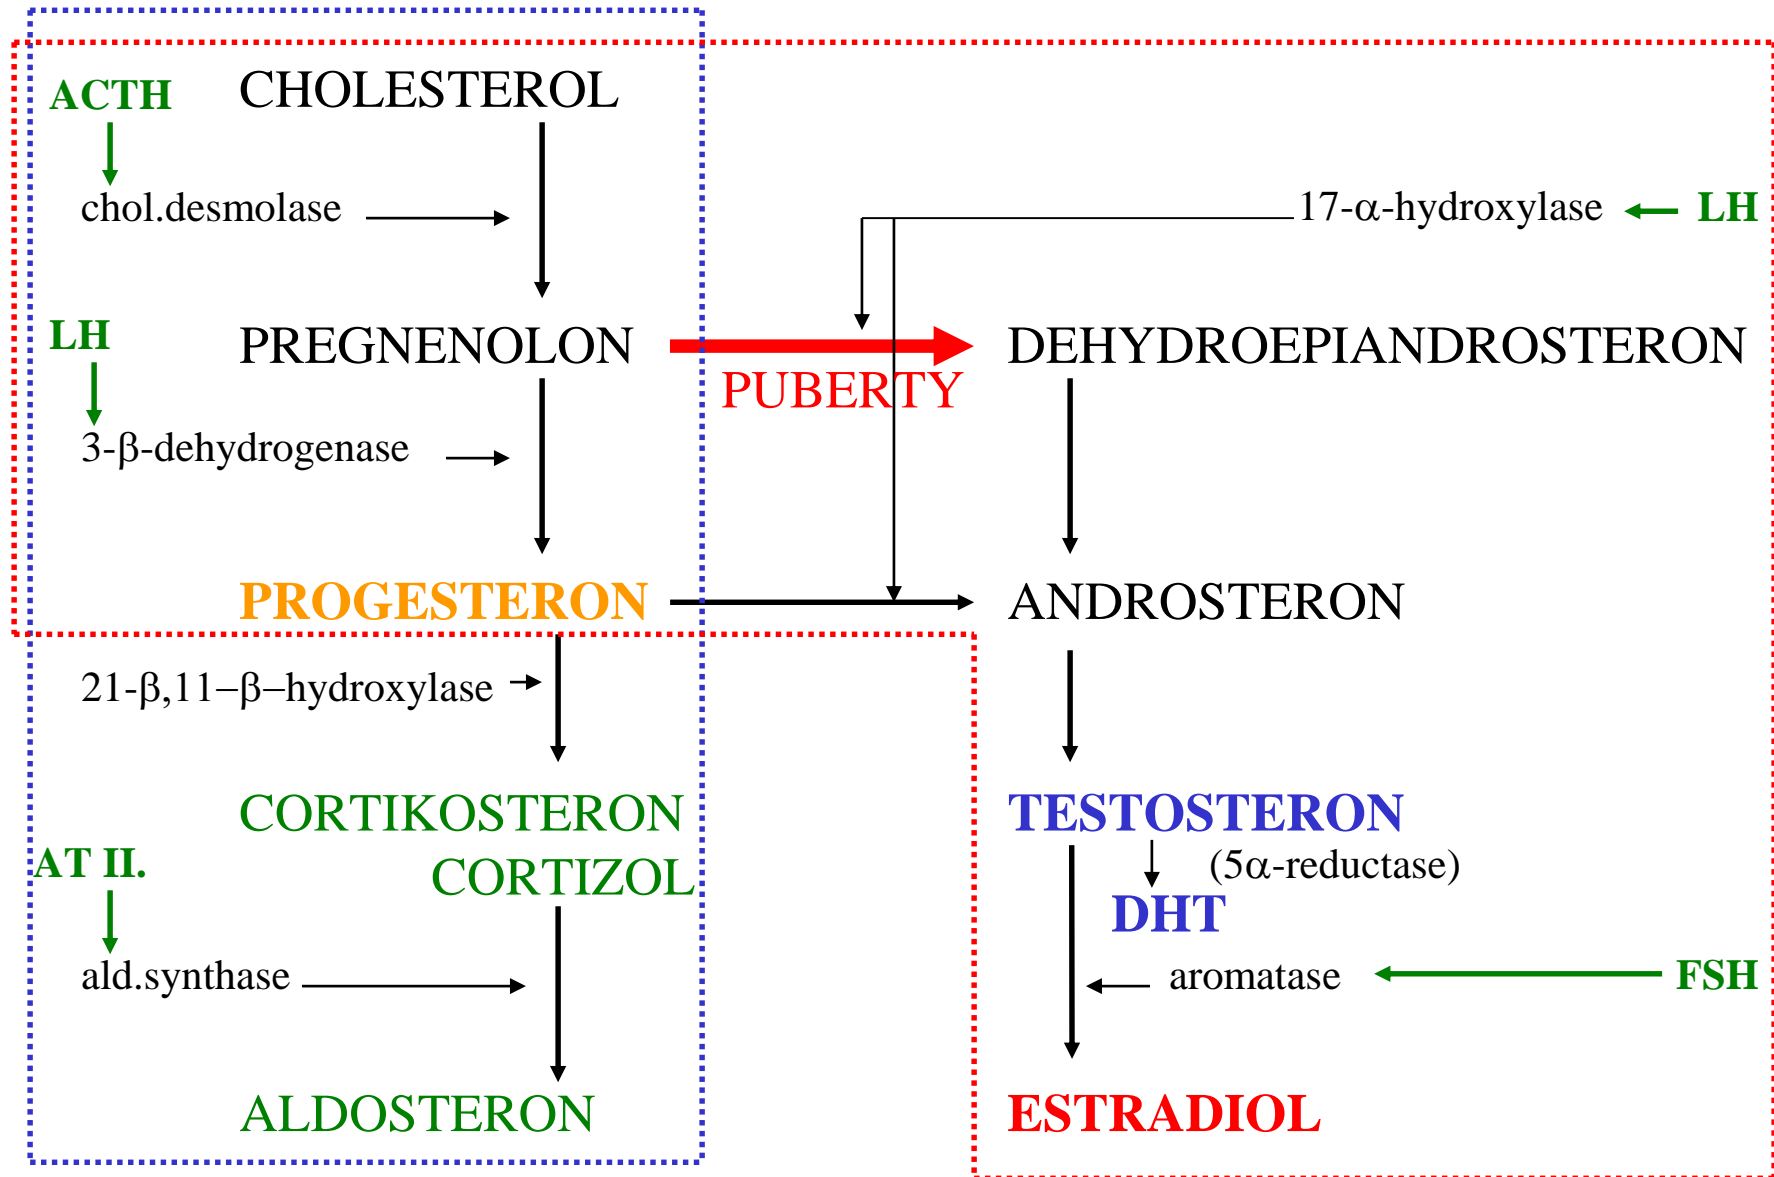 ACTH
CHOLESTEROL
chol.desmolase
17-α-hydroxylase
LH
LH
PREGNENOLON
DEHYDROEPIANDROSTERON
PUBERTY
3-β-dehydrogenase
PROGESTERON
ANDROSTERON
21-β,11−β−hydroxylase
CORTIKOSTERON
TESTOSTERON
AT II.
CORTIZOL
(5α-reductase)
DHT
ald.synthase
aromatase
FSH
ALDOSTERON
ESTRADIOL